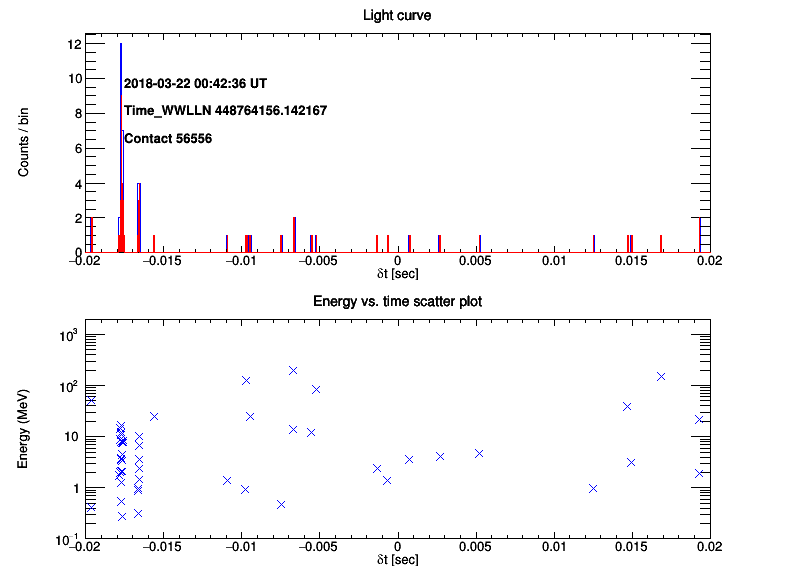 Light curve
Counts / bin
12
10
8
6
4
2
0
2018-03-22 00:42:36 UT
Time_WWLLN 448764156.142167
Contact 56556
−0.02 −0.015 −0.01 −0.005 0 0.005 0.01 0.015 0.02
δt [sec]
Energy vs. time scatter plot
Energy (MeV)
10³
10²
10
1
10⁻¹
−0.02 −0.015 −0.01 −0.005 0 0.005 0.01 0.015 0.02
δt [sec]